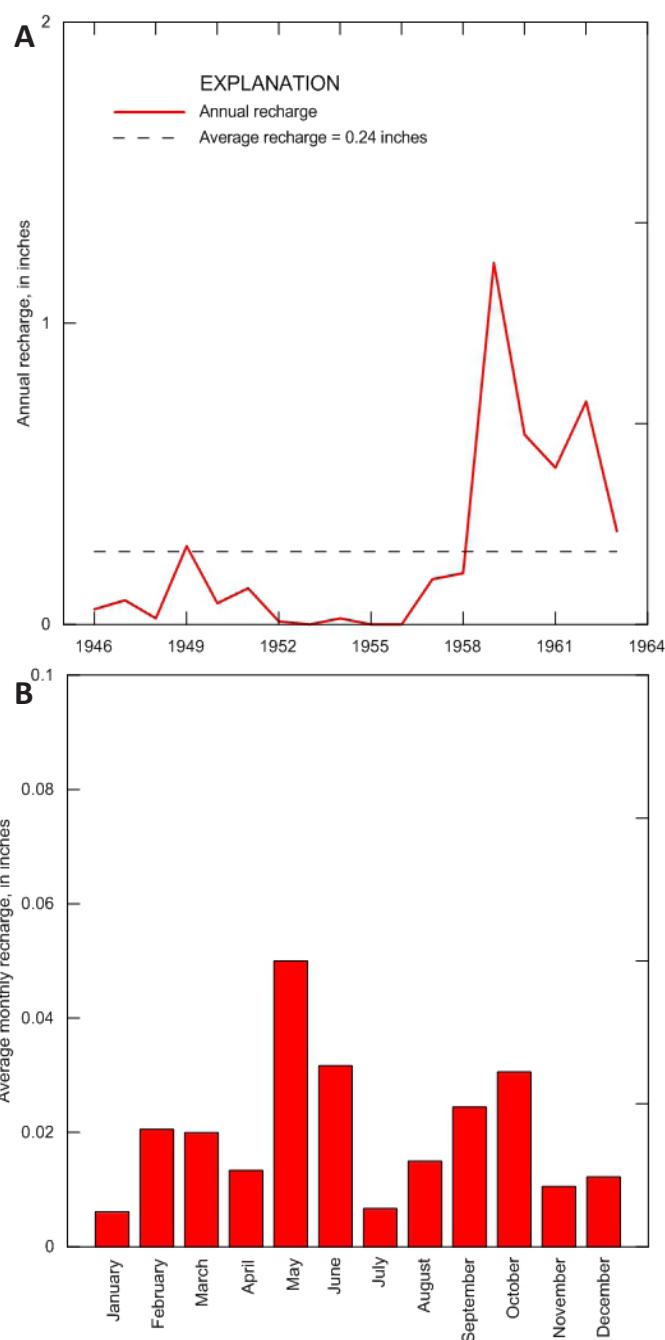 A
2
EXPLANATION
Annual recharge
Average recharge = 0.24 inches
Annual recharge, in inches
1
0
1946 1949 1952 1955 1958 1961 1964
B
0.1
0.08
0.06
Average monthly recharge, in inches
0.04
0.02
0
January
February
March
April
May
June
July
August
September
October
November
December